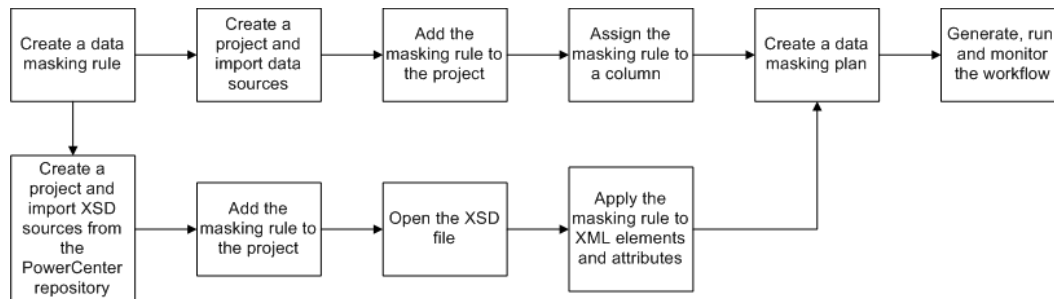 Create a data
masking rule
Create a
project and
import data
sources
Add the
masking rule to
the project
Assign the
masking rule to
a column
Create a data
masking plan
Generate, run,
and monitor
the workflow
Create a
project and
import XSD
sources from
the
PowerCenter
repository
Add the
masking rule to
the project
Open the XSD
file
Apply the
masking rule to
XML elements
and attributes